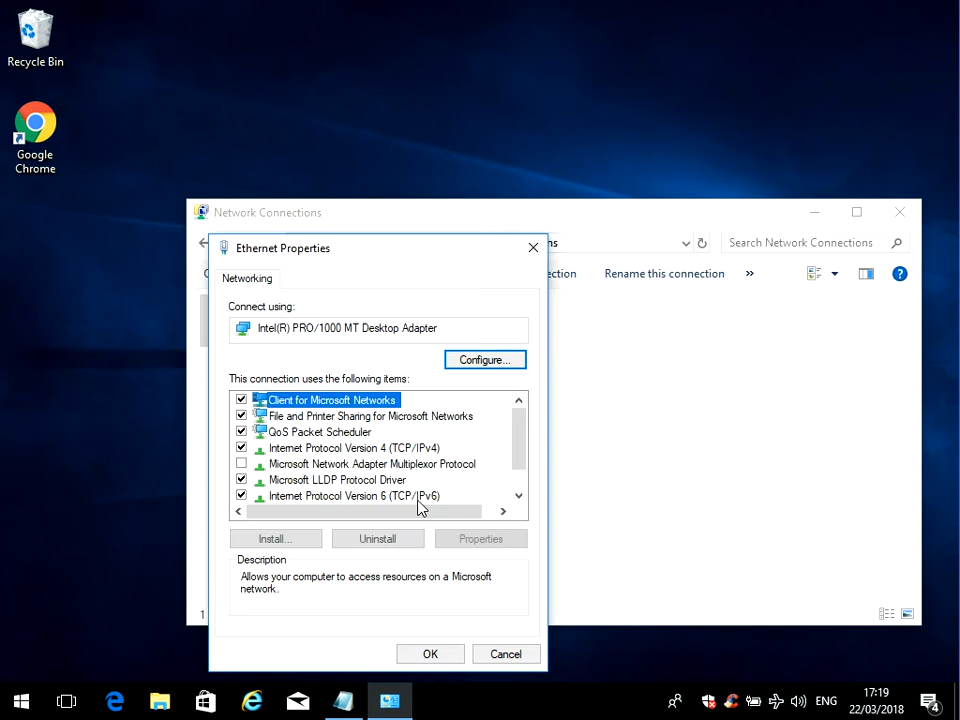 Recycle Bin
Google
Chrome
Network Connections
ns
Search Network Connections
Ethernet Properties
ction
Rename this connection
»
Networking
Connect using:
Intel(R) PRO/1000 MT Desktop Adapter
Configure...
This connection uses the following items:
Client for Microsoft Networks
File and Printer Sharing for Microsoft Networks
QoS Packet Scheduler
Internet Protocol Version 4 (TCP/IPv4)
Microsoft Network Adapter Multiplexor Protocol
Microsoft LLDP Protocol Driver
Internet Protocol Version 6 (TCP/IPv6)
Install...
Uninstall
Properties
Description
Allows your computer to access resources on a Microsoft
network.
1
OK
Cancel
ENG
17:19
22/03/2018
4